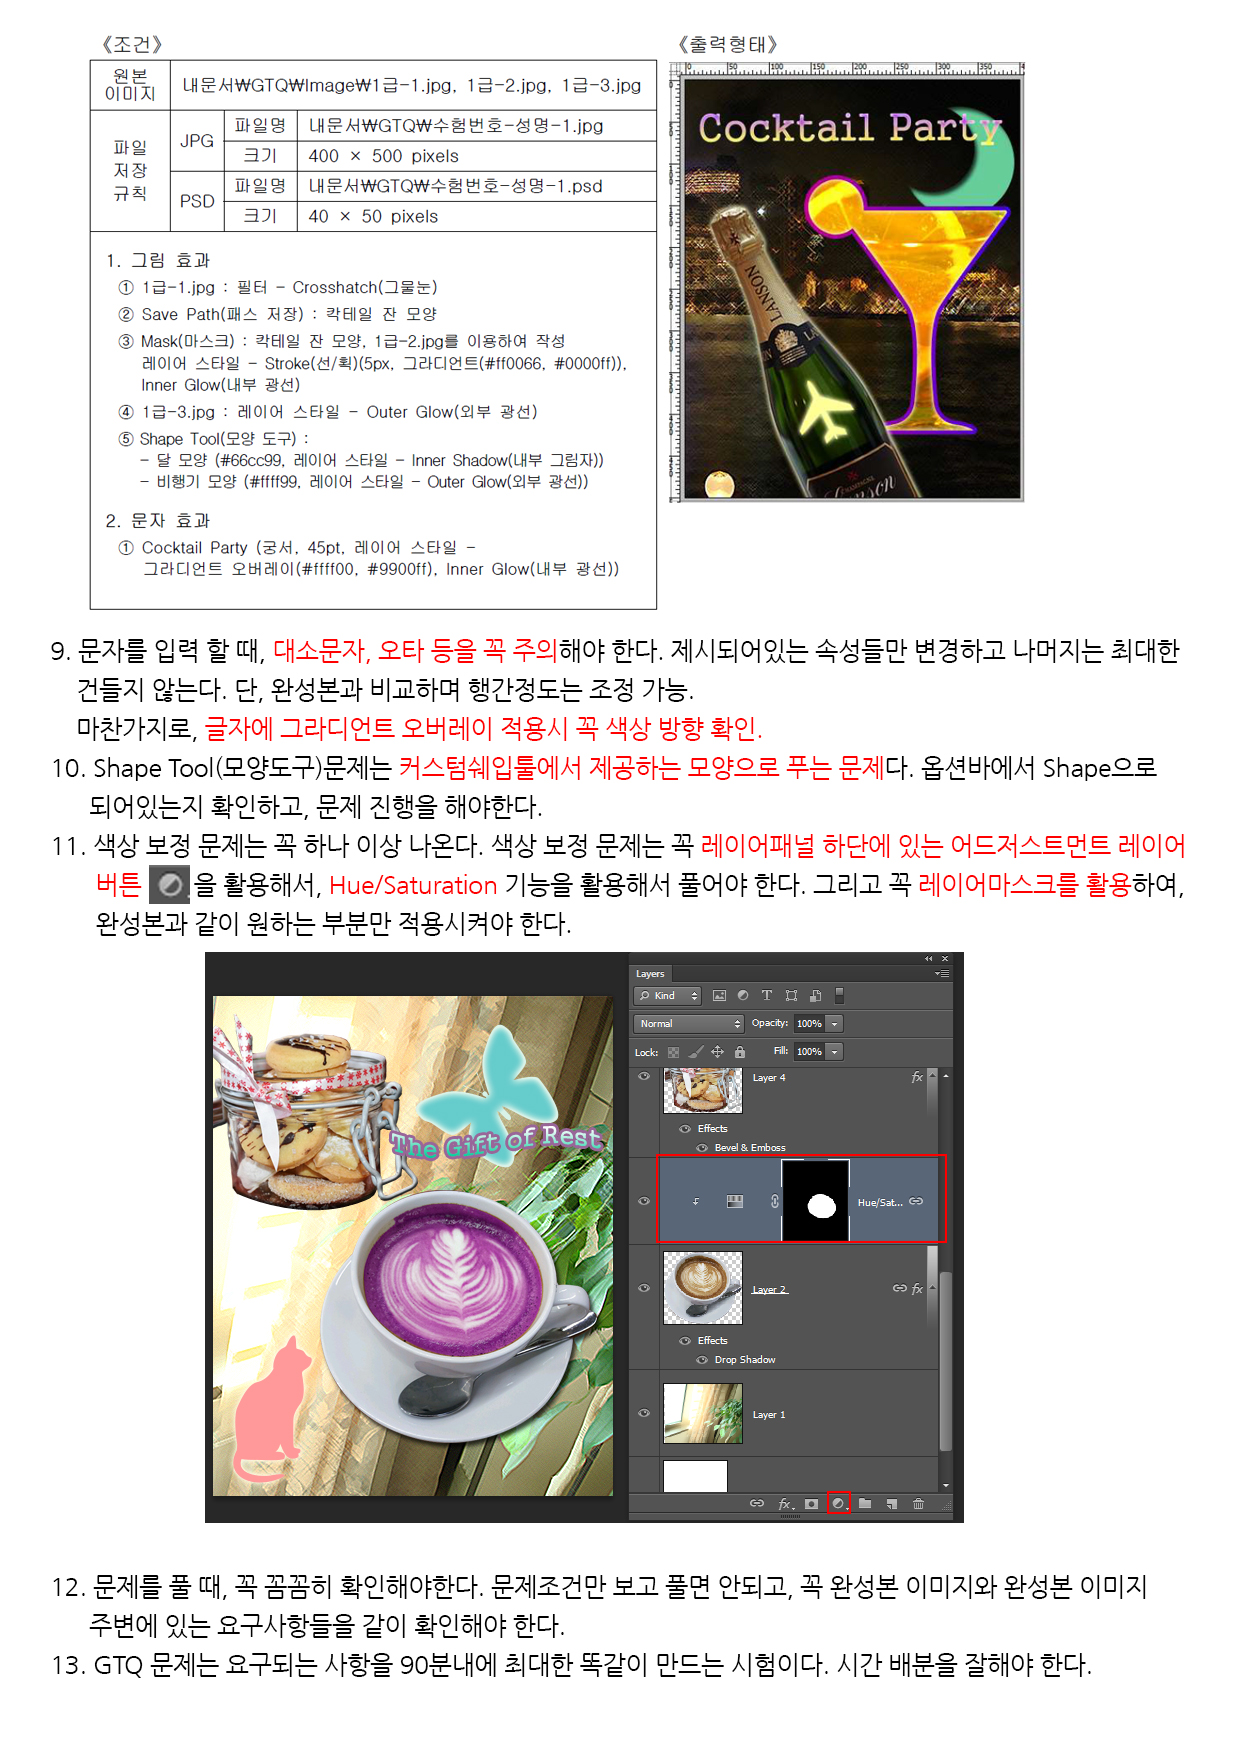 《조건》
《출력형태》
원본
이미지
내문서₩GTQ₩Image₩1급-1.jpg, 1급-2.jpg, 1급-3.jpg
파일
저장
규칙
JPG
파일명
내문서₩GTQ₩수험번호-성명-1.jpg
크기
400 × 500 pixels
PSD
파일명
내문서₩GTQ₩수험번호-성명-1.psd
크기
40 × 50 pixels
1. 그림 효과
① 1급-1.jpg : 필터 - Crosshatch(그물눈)
② Save Path(패스 저장) : 칵테일 잔 모양
③ Mask(마스크) : 칵테일 잔 모양, 1급-2.jpg를 이용하여 작성
레이어 스타일 - Stroke(선/획)(5px, 그라디언트(#ff0066, #0000ff)),
Inner Glow(내부 광선)
④ 1급-3.jpg : 레이어 스타일 - Outer Glow(외부 광선)
⑤ Shape Tool(모양 도구) :
- 달 모양 (#66cc99, 레이어 스타일 - Inner Shadow(내부 그림자))
- 비행기 모양 (#ffff99, 레이어 스타일 - Outer Glow(외부 광선))
2. 문자 효과
① Cocktail Party (궁서, 45pt, 레이어 스타일 -
그라디언트 오버레이(#ffff00, #9900ff), Inner Glow(내부 광선))
0 50 100 150 200 250 300 350 4
Cocktail Party
LANSON
9. 문자를 입력 할 때, 대소문자, 오타 등을 꼭 주의해야 한다. 제시되어있는 속성들만 변경하고 나머지는 최대한
건들지 않는다. 단, 완성본과 비교하며 행간정도는 조정 가능.
마찬가지로, 글자에 그라디언트 오버레이 적용시 꼭 색상 방향 확인.
10. Shape Tool(모양도구)문제는 커스텀쉐입툴에서 제공하는 모양으로 푸는 문제다. 옵션바에서 Shape으로
되어있는지 확인하고, 문제 진행을 해야한다.
11. 색상 보정 문제는 꼭 하나 이상 나온다. 색상 보정 문제는 꼭 레이어패널 하단에 있는 어드저스트먼트 레이어
버튼 을 활용해서, Hue/Saturation 기능을 활용해서 풀어야 한다. 그리고 꼭 레이어마스크를 활용하여,
완성본과 같이 원하는 부분만 적용시켜야 한다.
The Gift of Rest
Layers
Kind
Normal
Opacity: 100%
Lock:
Fill: 100%
Layer 4
fx
Effects
Bevel & Emboss
Hue/Sat...
Layer 2
fx
Effects
Drop Shadow
Layer 1
fx
12. 문제를 풀 때, 꼭 꼼꼼히 확인해야한다. 문제조건만 보고 풀면 안되고, 꼭 완성본 이미지와 완성본 이미지
주변에 있는 요구사항들을 같이 확인해야 한다.
13. GTQ 문제는 요구되는 사항을 90분내에 최대한 똑같이 만드는 시험이다. 시간 배분을 잘해야 한다.